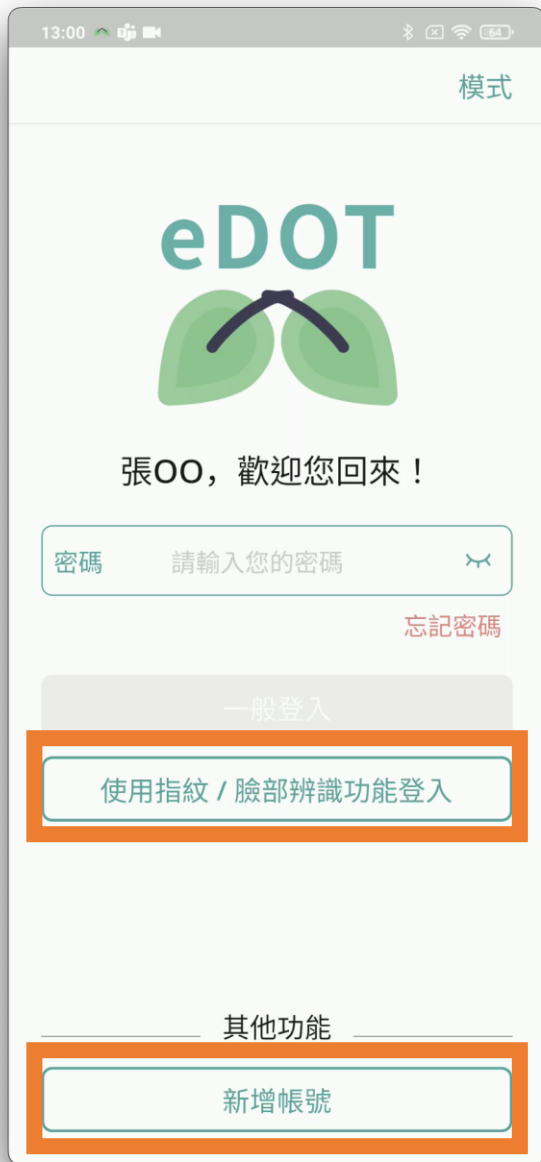 13:00
64
模式
eDOT
張OO，歡迎您回來！
密碼 請輸入您的密碼
忘記密碼
一般登入
使用指紋 / 臉部辨識功能登入
其他功能
新增帳號